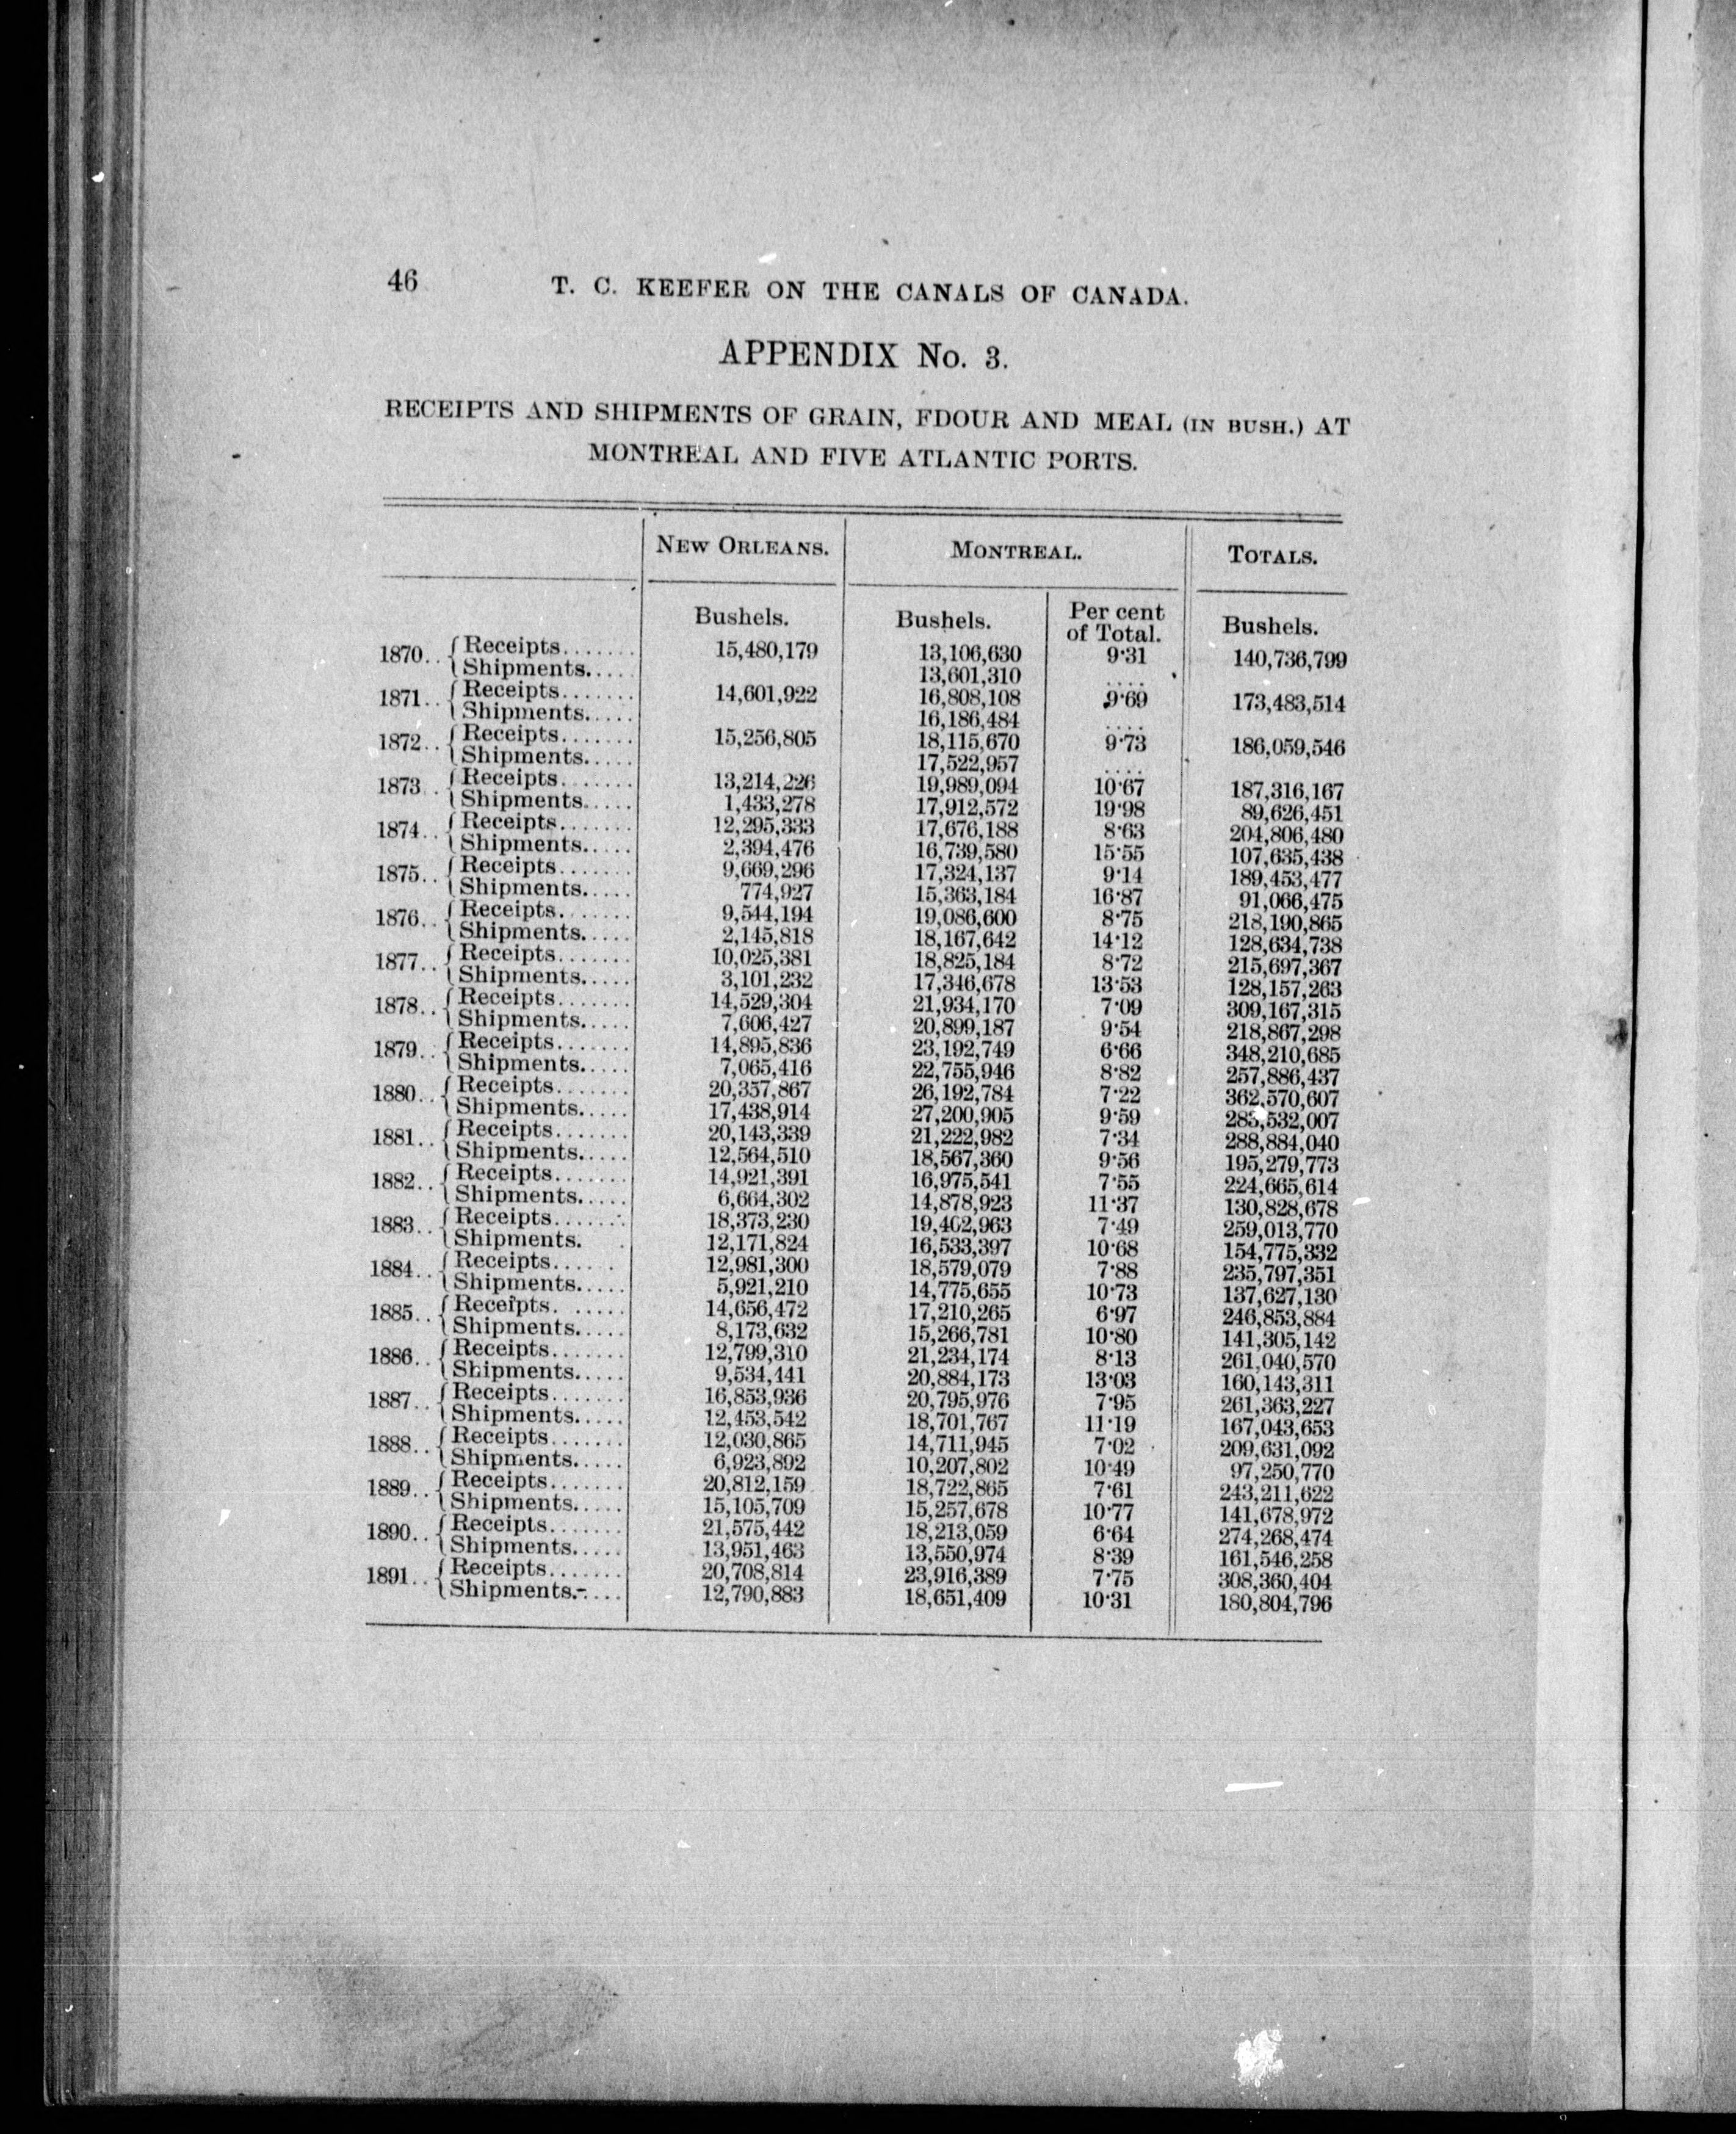 46
T. C. KEEFER ON THE CANALS OF CANADA.
APPENDIX No. 3.
RECEIPTS AND SHIPMENTS OF GRAIN, FDOUR AND MEAL (IN BUSH.) AT
MONTREAL AND FIVE ATLANTIC PORTS.
NEW ORLEANS. MONTREAL. TOTALS.
Bushels. Bushels. Per cent of Total. Bushels.
1870.. { Receipts....... 15,480,179 13,106,630 9·31 140,736,799
{ Shipments..... 13,601,310 ....
1871.. { Receipts....... 14,601,922 16,808,108 9·69 173,483,514
{ Shipments..... 16,186,484 ....
1872.. { Receipts....... 15,256,805 18,115,670 9·73 186,059,546
{ Shipments..... 17,522,957 ....
1873.. { Receipts....... 13,214,226 19,989,094 10·67 187,316,167
{ Shipments..... 1,433,278 17,912,572 19·98 89,626,451
1874.. { Receipts....... 12,295,333 17,676,188 8·63 204,806,480
{ Shipments..... 2,394,476 16,739,580 15·55 107,635,438
1875.. { Receipts....... 9,669,296 17,324,137 9·14 189,453,477
{ Shipments..... 774,927 15,363,184 16·87 91,066,475
1876.. { Receipts....... 9,544,194 19,086,600 8·75 218,190,865
{ Shipments..... 2,145,818 18,167,642 14·12 128,634,738
1877.. { Receipts....... 10,025,381 18,825,184 8·72 215,697,367
{ Shipments..... 3,101,232 17,346,678 13·53 128,157,263
1878.. { Receipts....... 14,529,304 21,934,170 7·09 309,167,315
{ Shipments..... 7,606,427 20,899,187 9·54 218,867,298
1879.. { Receipts....... 14,895,836 23,192,749 6·66 348,210,685
{ Shipments..... 7,065,416 22,755,946 8·82 257,886,437
1880.. { Receipts....... 20,357,867 26,192,784 7·22 362,570,607
{ Shipments..... 17,438,914 27,200,905 9·59 283,532,007
1881.. { Receipts....... 20,143,339 21,222,982 7·34 288,884,040
{ Shipments..... 12,564,510 18,567,360 9·56 195,279,773
1882.. { Receipts....... 14,921,391 16,975,541 7·55 224,665,614
{ Shipments..... 6,664,302 14,878,923 11·37 130,828,678
1883.. { Receipts....... 18,373,230 19,402,963 7·49 259,013,770
{ Shipments. . 12,171,824 16,533,397 10·68 154,775,332
1884.. { Receipts...... 12,981,300 18,579,079 7·88 235,797,351
{ Shipments..... 5,921,210 14,775,655 10·73 137,627,130
1885.. { Receipts. ..... 14,656,472 17,210,265 6·97 246,853,884
{ Shipments..... 8,173,632 15,266,781 10·80 141,305,142
1886.. { Receipts....... 12,799,310 21,234,174 8·13 261,040,570
{ Shipments..... 9,534,441 20,884,173 13·03 160,143,311
1887.. { Receipts....... 16,853,936 20,795,976 7·95 261,363,227
{ Shipments..... 12,453,542 18,701,767 11·19 167,043,653
1888.. { Receipts....... 12,030,865 14,711,945 7·02 209,631,092
{ Shipments..... 6,923,892 10,207,802 10·49 97,250,770
1889.. { Receipts....... 20,812,159 18,722,865 7·61 243,211,622
{ Shipments..... 15,105,709 15,257,678 10·77 141,678,972
1890.. { Receipts....... 21,575,442 18,213,059 6·64 274,268,474
{ Shipments..... 13,951,463 13,550,974 8·39 161,546,258
1891.. { Receipts....... 20,708,814 23,916,389 7·75 308,360,404
{ Shipments..... 12,790,883 18,651,409 10·31 180,804,796